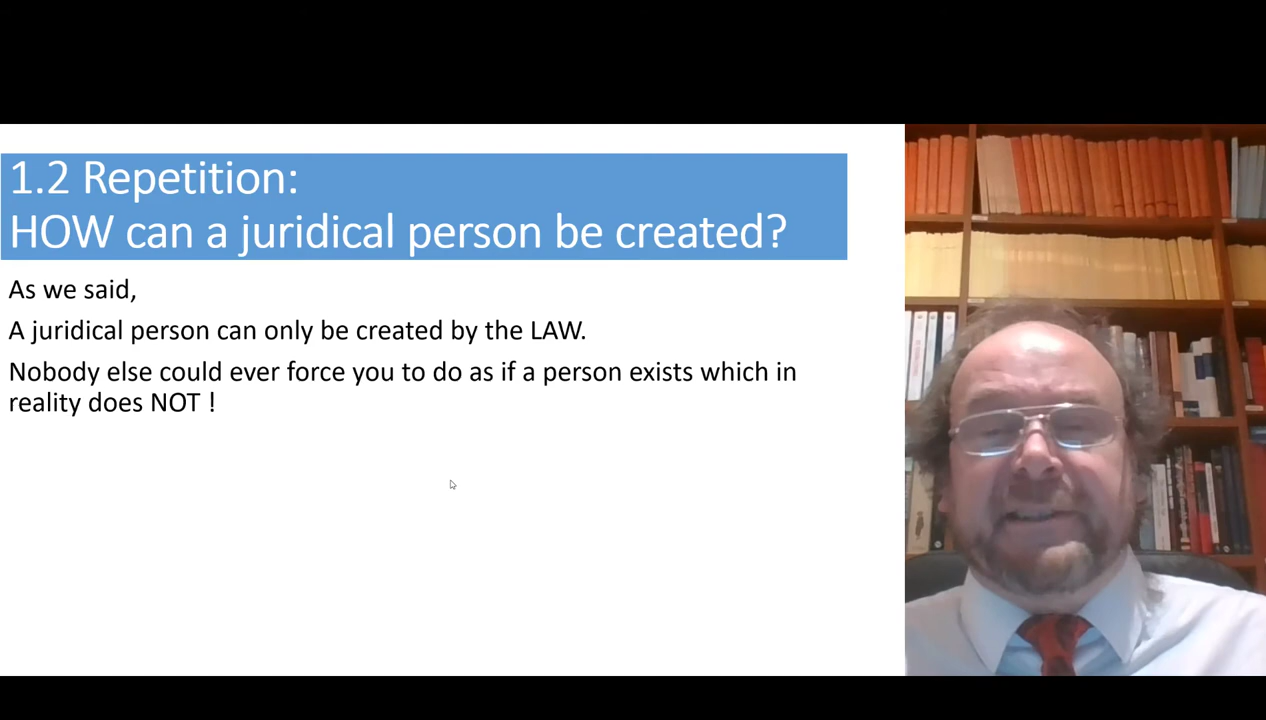 1.2 Repetition:
HOW can a juridical person be created?
As we said,
A juridical person can only be created by the LAW.
Nobody else could ever force you to do as if a person exists which in
reality does NOT !